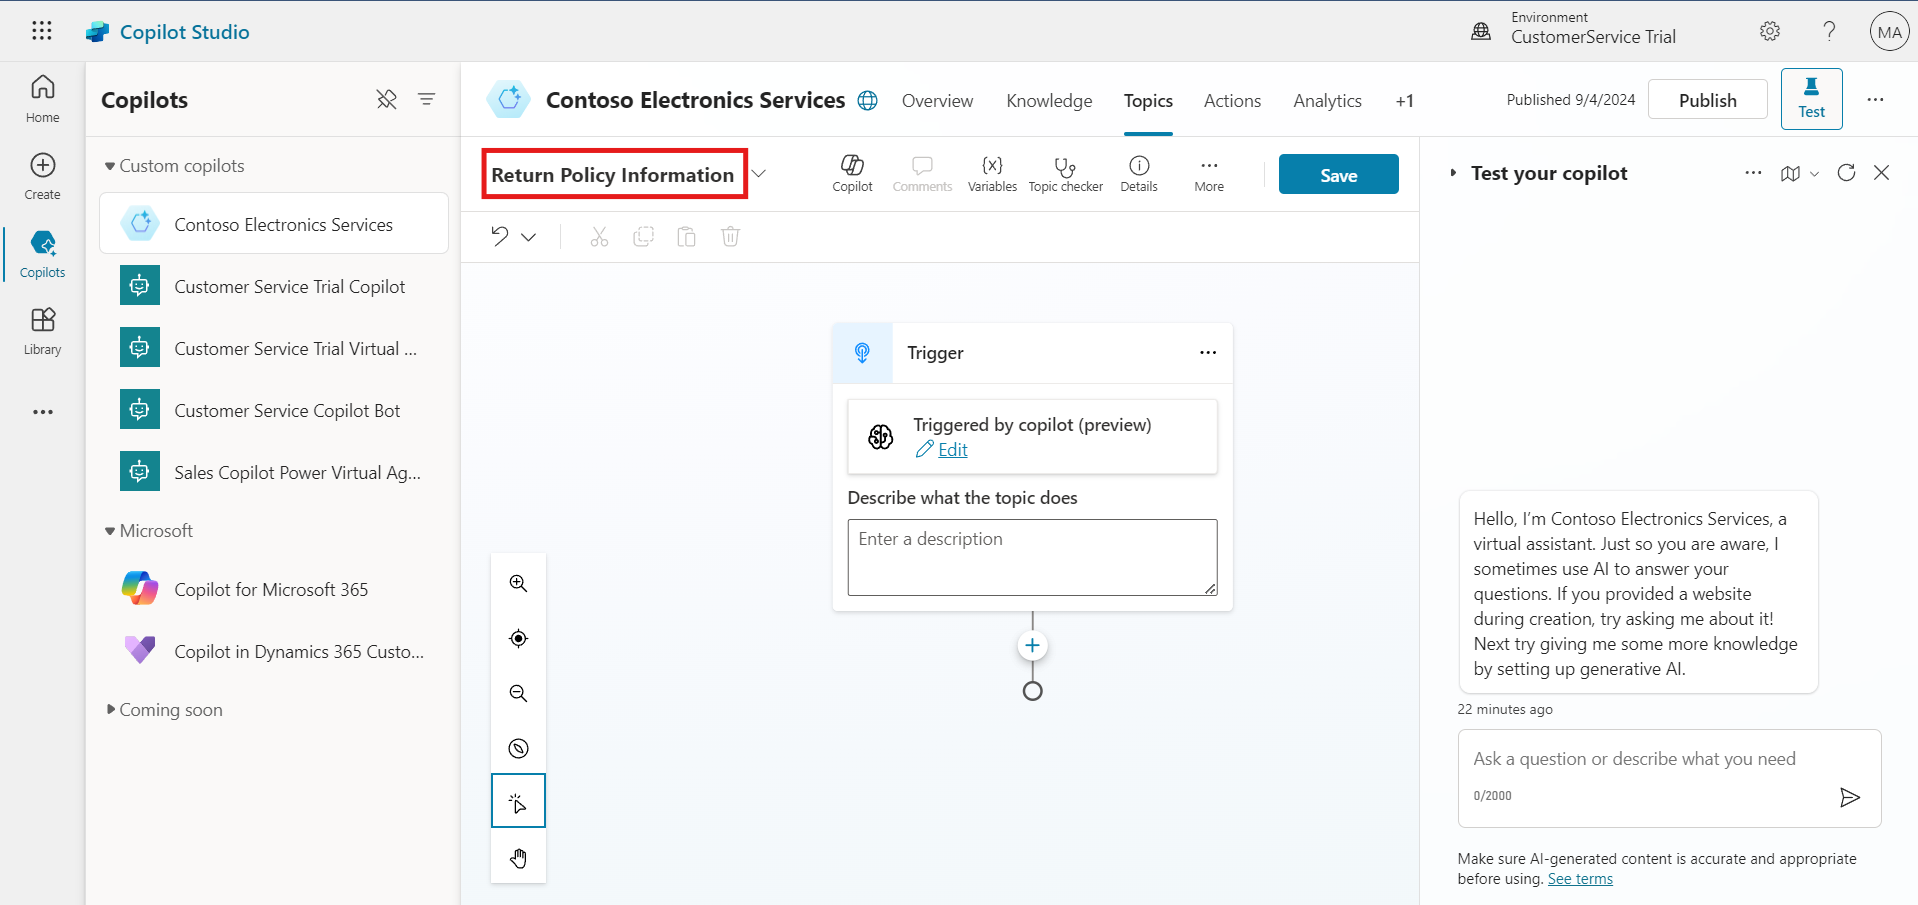 Copilot Studio
Environment
CustomerService Trial
MA
Home
Create
Copilots
Library
Copilots
Custom copilots
Contoso Electronics Services
Customer Service Trial Copilot
Customer Service Trial Virtual ...
Customer Service Copilot Bot
Sales Copilot Power Virtual Ag...
Microsoft
Copilot for Microsoft 365
Copilot in Dynamics 365 Custo...
Coming soon
Contoso Electronics Services
Overview
Knowledge
Topics
Actions
Analytics
+1
Published 9/4/2024
Publish
Test
Return Policy Information
Copilot
Comments
{x}
Variables
Topic checker
Details
More
Save
Trigger
Triggered by copilot (preview)
Edit
Describe what the topic does
Enter a description
Test your copilot
Hello, I'm Contoso Electronics Services, a
virtual assistant. Just so you are aware, I
sometimes use AI to answer your
questions. If you provided a website
during creation, try asking me about it!
Next try giving me some more knowledge
by setting up generative AI.
22 minutes ago
Ask a question or describe what you need
0/2000
Make sure AI-generated content is accurate and appropriate
before using. See terms